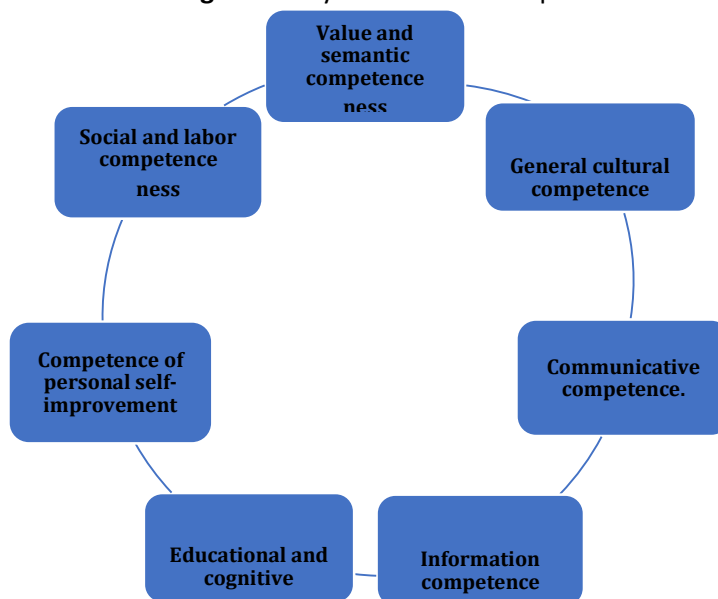 Value and
semantic
competence
ness
General cultural
competence
Communicative
competence.
Information
competence
Educational and
cognitive
Competence of
personal self-
improvement
Social and labor
competence
ness